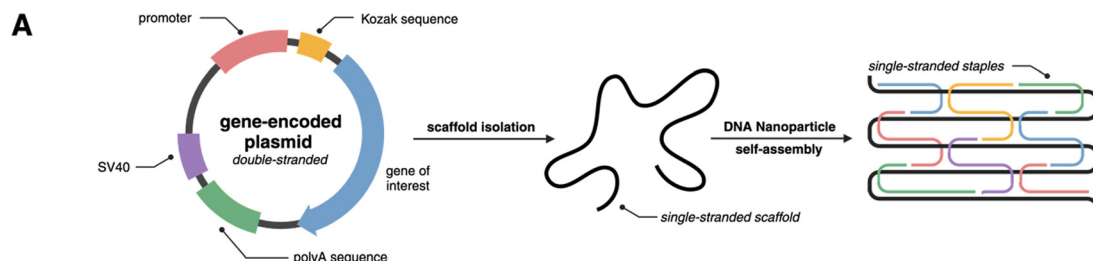 A
promoter
Kozak sequence
gene-encoded
plasmid
double-stranded
SV40
gene of
interest
polyA sequence
scaffold isolation
single-stranded scaffold
DNA Nanoparticle
self-assembly
single-stranded staples